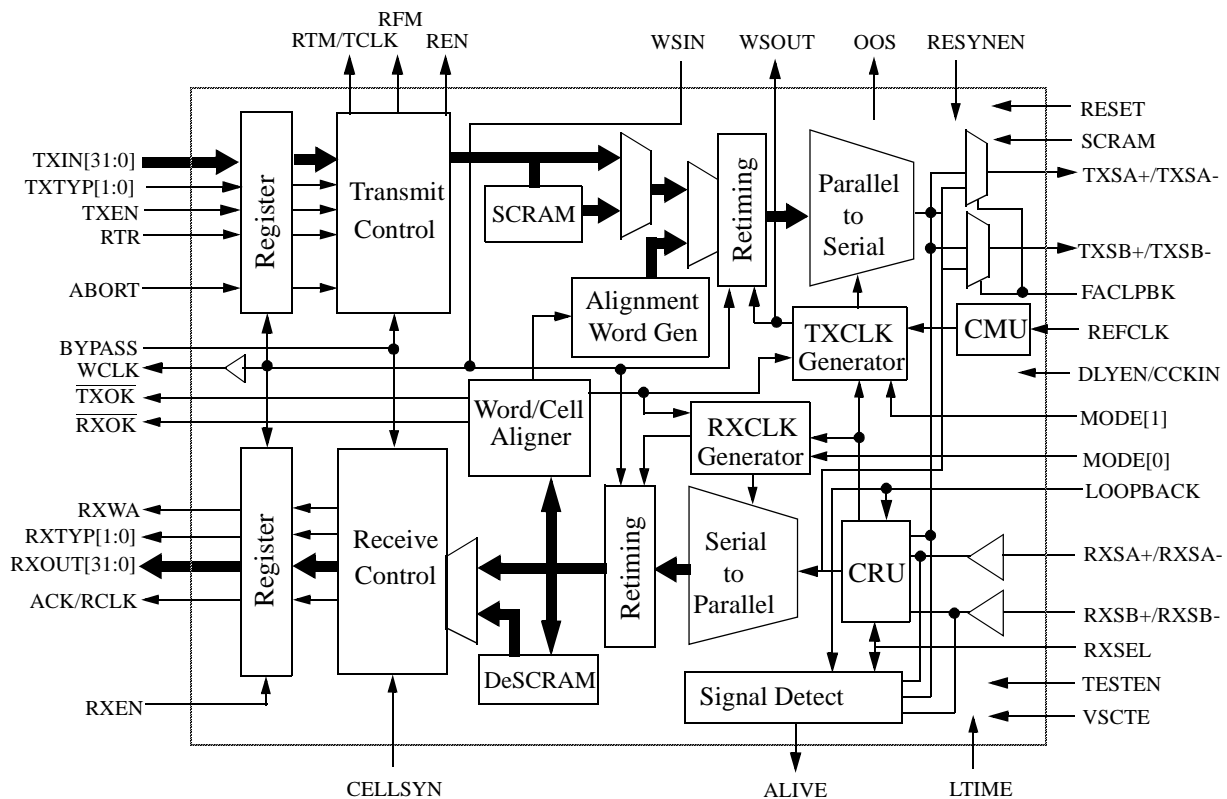 RFM
RTM/TCLK
REN
WSIN
WSOUT
OOS
RESYNEN
RESET
SCRAM
TXIN[31:0]
TXTYP[1:0]
TXEN
RTR
ABORT
Register
Transmit
Control
SCRAM
Retiming
Parallel
to
Serial
TXSA+/TXSA-
TXSB+/TXSB-
FACLPBK
REFCLK
Alignment
Word Gen
TXCLK
Generator
CMU
BYPASS
WCLK
TXOK
RXOK
DLYEN/CCKIN
MODE[1]
MODE[0]
LOOPBACK
Word/Cell
Aligner
RXCLK
Generator
RXWA
RXTYP[1:0]
RXOUT[31:0]
ACK/RCLK
Register
Receive
Control
Retiming
Serial
to
Parallel
CRU
RXSA+/RXSA-
RXSB+/RXSB-
RXSEL
DeSCRAM
Signal Detect
TESTEN
VSCTE
RXEN
CELLSYN
ALIVE
LTIME